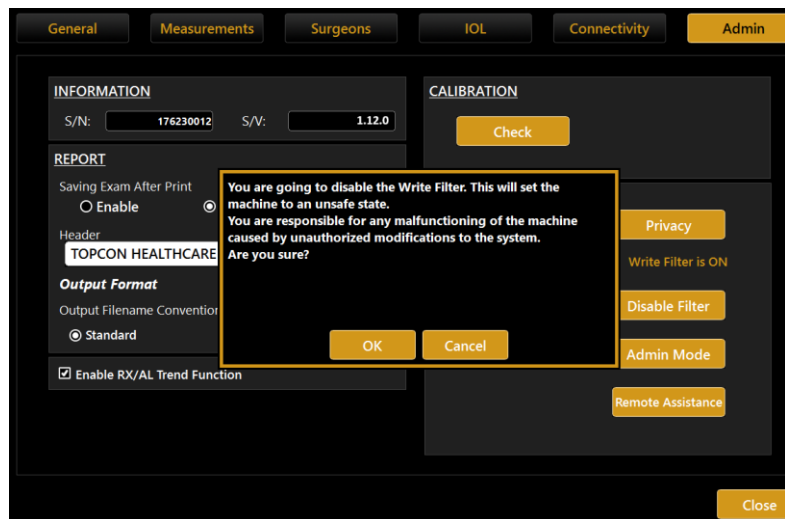 General
Measurements
Surgeons
IOL
Connectivity
Admin
INFORMATION
S/N: 176230012 S/V: 1.12.0
REPORT
Saving Exam After Print
Enable
Header
TOPCON HEALTHCARE
Output Format
Output Filename Convention
Standard
Enable RX/AL Trend Function
CALIBRATION
Check
You are going to disable the Write Filter. This will set the
machine to an unsafe state.
You are responsible for any malfunctioning of the machine
caused by unauthorized modifications to the system.
Are you sure?
OK
Cancel
Privacy
Write Filter is ON
Disable Filter
Admin Mode
Remote Assistance
Close